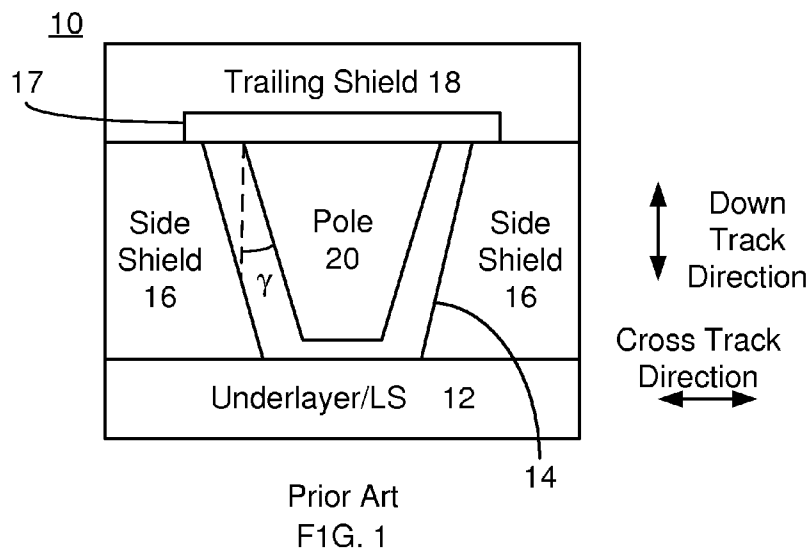 10
17
Trailing Shield 18
Side
Shield
16
γ
Pole
20
Side
Shield
16
Down
Track
Direction
Cross Track
Direction
Underlayer/LS 12
14
Prior Art
F1G. 1